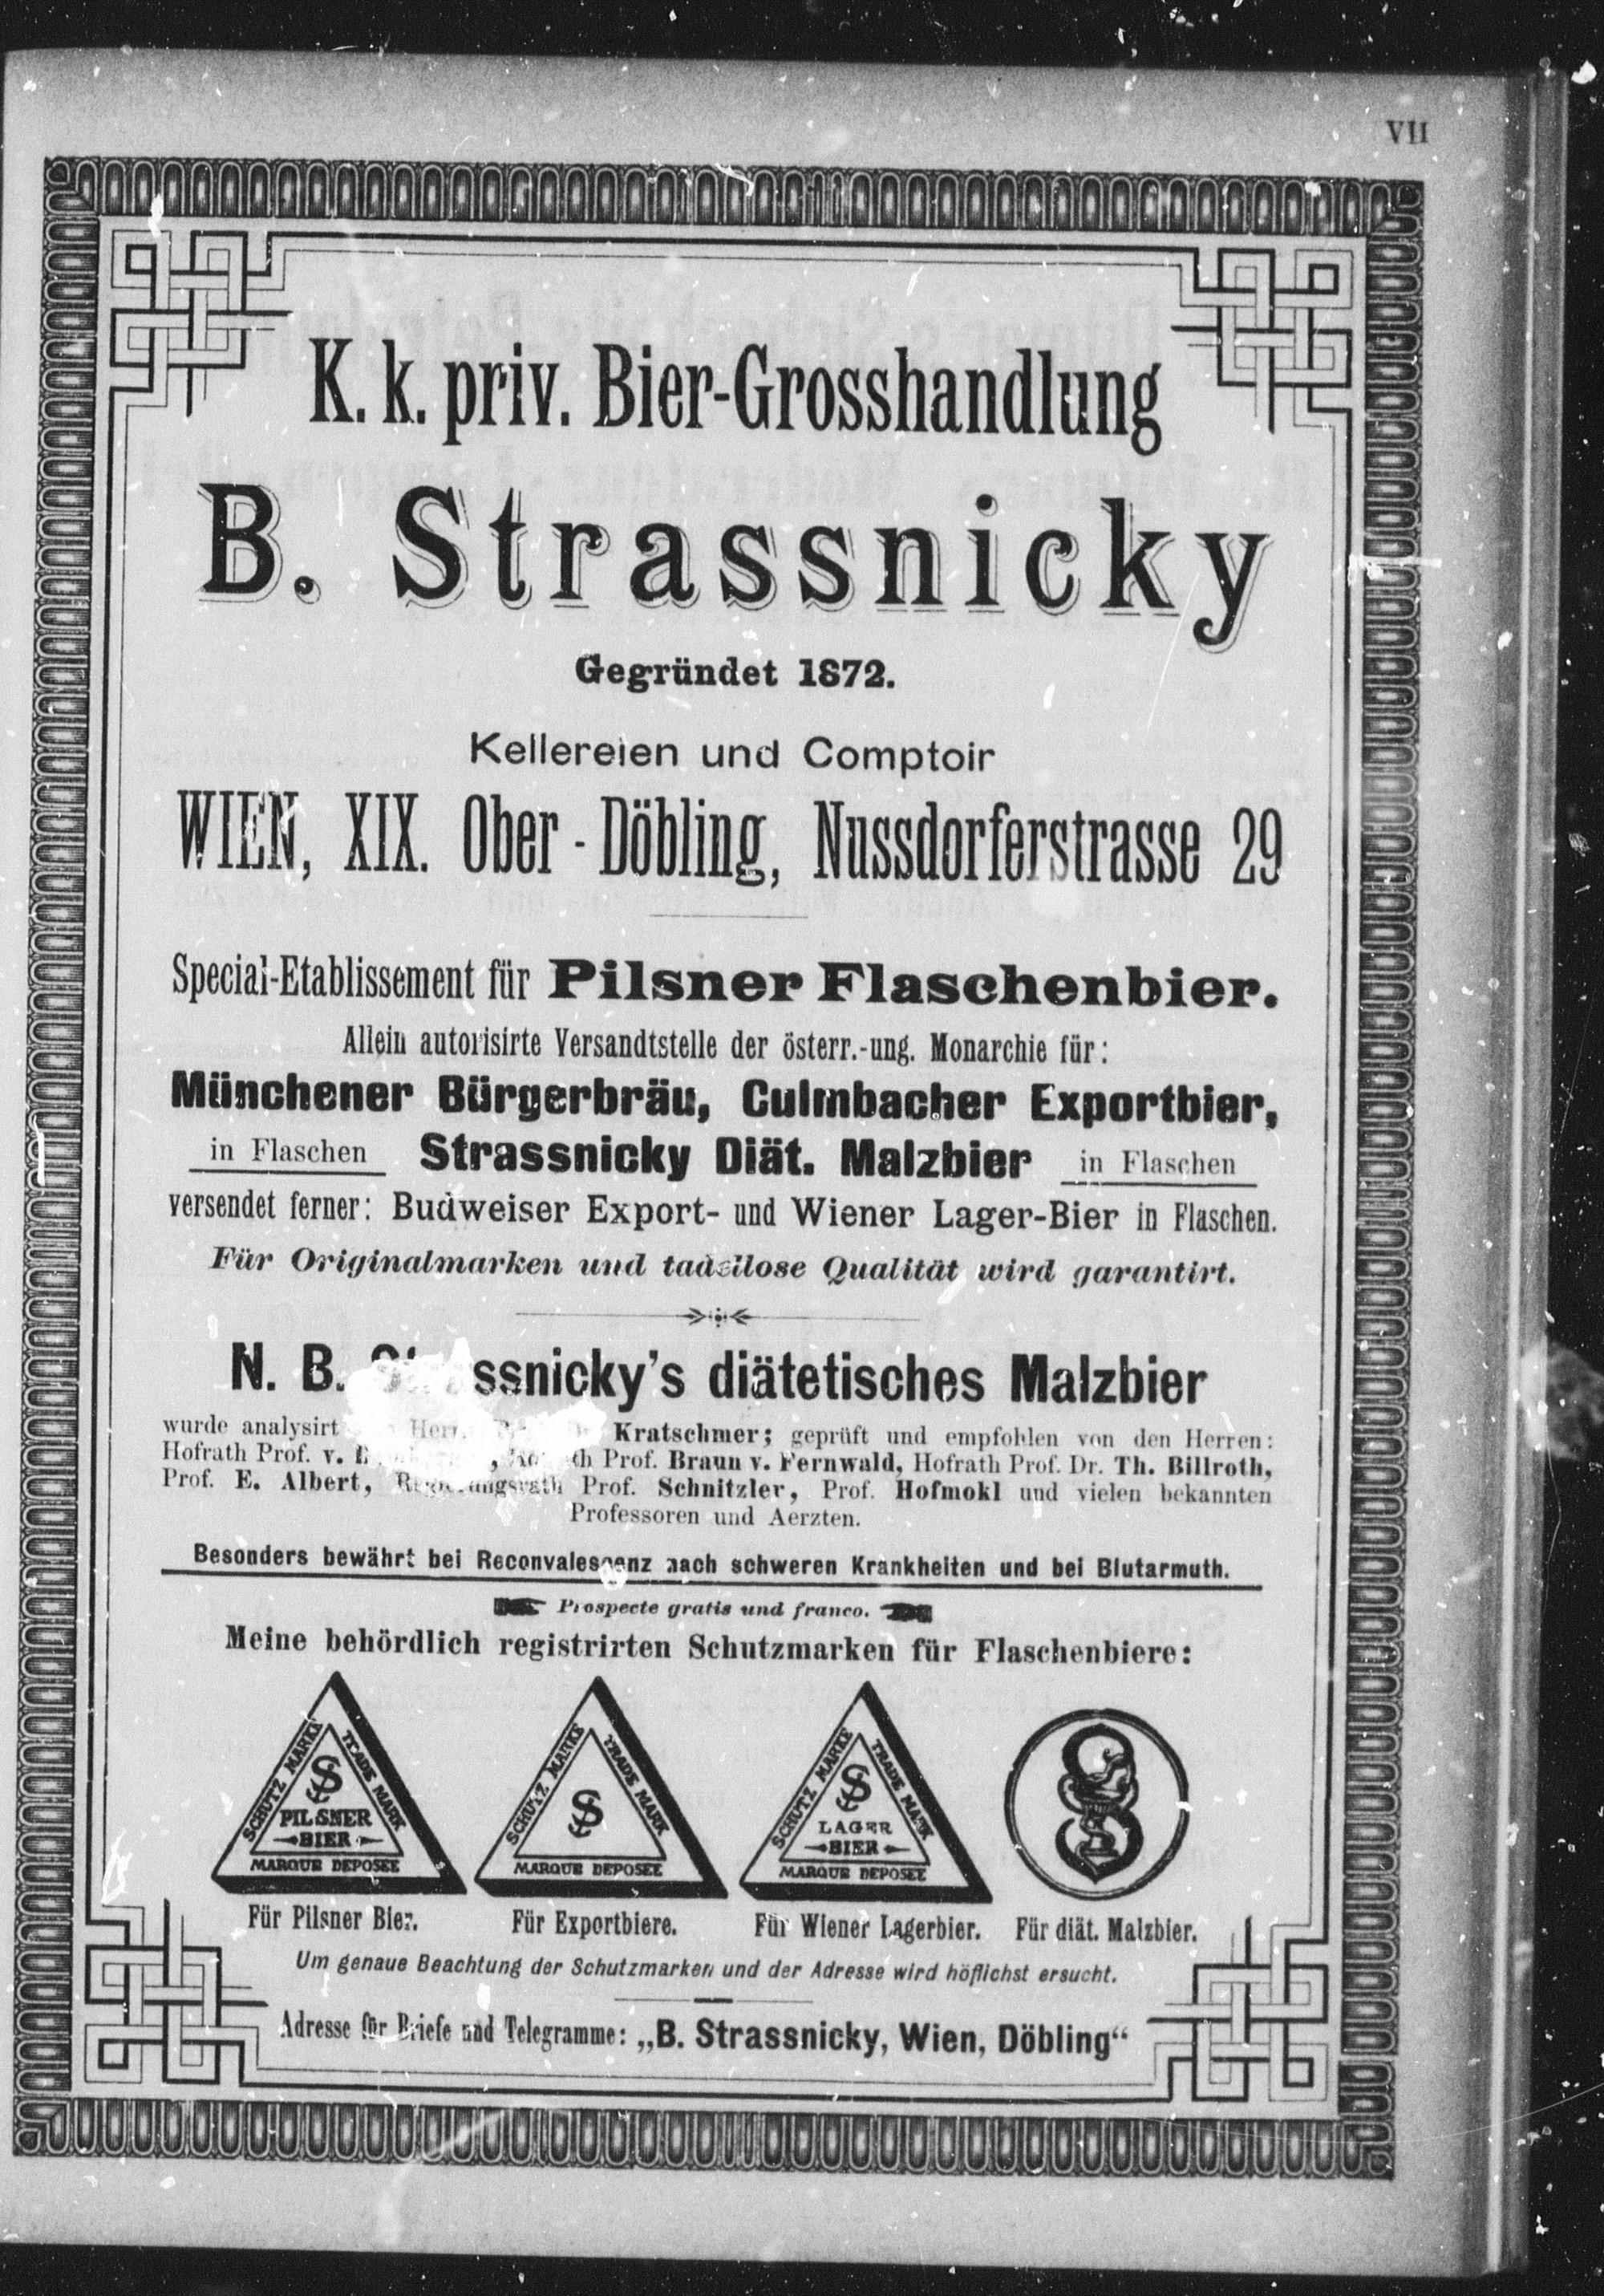 VII
K. k. priv. Bier-Grosshandlung
B. Strassnicky
Gegründet 1872.
Kellereien und Comptoir
WIEN, XIX. Ober-Döbling, Nussdorferstrasse 29
Special-Etablissement für Pilsner Flaschenbier.
Allein autorisirte Versandtstelle der österr.-ung. Monarchie für:
Münchener Bürgerbräu, Culmbacher Exportbier,
in Flaschen Strassnicky Diät. Malzbier in Flaschen
versendet ferner: Budweiser Export- und Wiener Lager-Bier in Flaschen.
Für Originalmarken und tadellose Qualität wird garantirt.
N. B. Strassnicky's diätetisches Malzbier
wurde analysirt Herrn Kratschmer; geprüft und empfohlen von den Herren:
Hofrath Prof. v. Prof. Braun v. Fernwald, Hofrath Prof. Dr. Th. Billroth,
Prof. E. Albert, Regierungsrath Prof. Schnitzler, Prof. Hofmokl und vielen bekannten
Professoren und Aerzten.
Besonders bewährt bei Reconvalescenz nach schweren Krankheiten und bei Blutarmuth.
Prospecte gratis und franco.
Meine behördlich registrirten Schutzmarken für Flaschenbiere:
SCHUTZ MARKE TRADE MARK PILSNER BIER MARQUE DEPOSEE
SCHUTZ MARKE TRADE MARK MARQUE DEPOSEE
SCHUTZ MARKE TRADE MARK LAGER BIER MARQUE DEPOSEE
Für Pilsner Bier. Für Exportbiere. Für Wiener Lagerbier. Für diät. Malzbier.
Um genaue Beachtung der Schutzmarken und der Adresse wird höflichst ersucht.
Adresse für Briefe und Telegramme: „B. Strassnicky, Wien, Döbling“